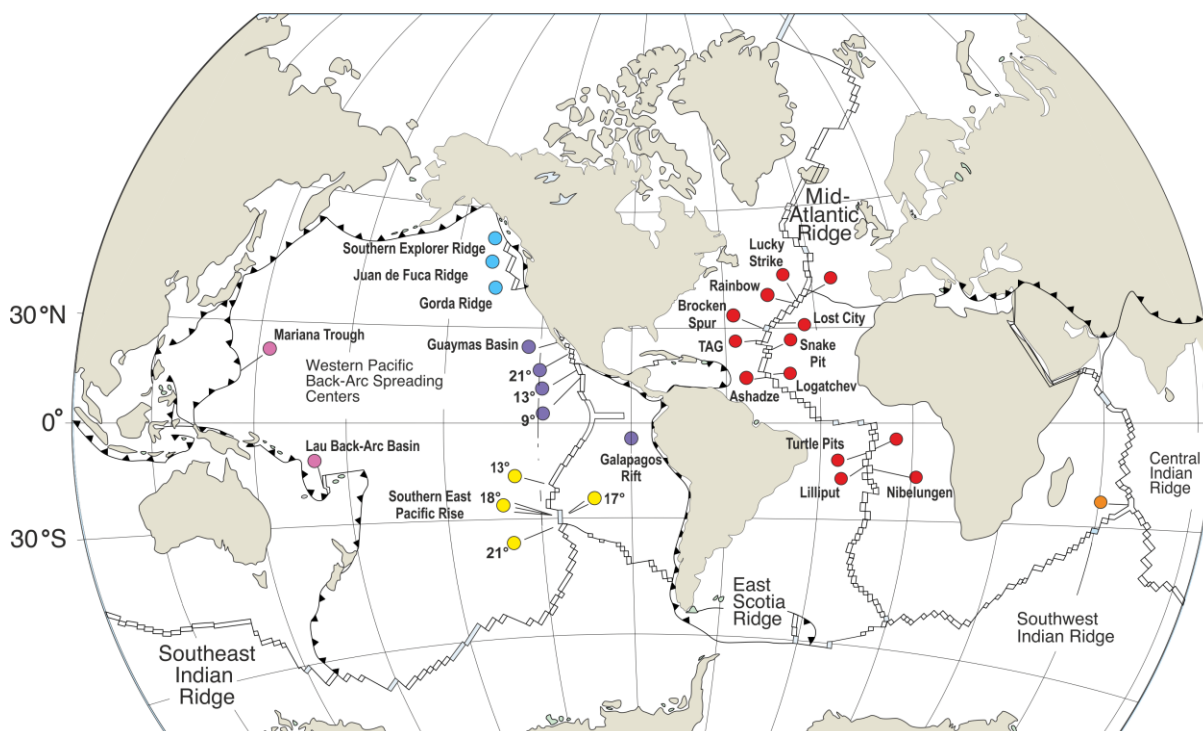 Mid-
Atlantic
Ridge
Southern Explorer Ridge
Juan de Fuca Ridge
Gorda Ridge
Lucky
Strike
Rainbow
Brocken
Spur
Lost City
TAG
Snake
Pit
Ashadze
Logatchev
30°N
Mariana Trough
Guaymas Basin
Western Pacific
Back-Arc Spreading
Centers
21°
13°
9°
0°
Lau Back-Arc Basin
Galapagos
Rift
Turtle Pits
Lilliput
Nibelungen
Central
Indian
Ridge
13°
18°
Southern East
Pacific Rise
17°
21°
30°S
East
Scotia
Ridge
Southwest
Indian Ridge
Southeast
Indian
Ridge